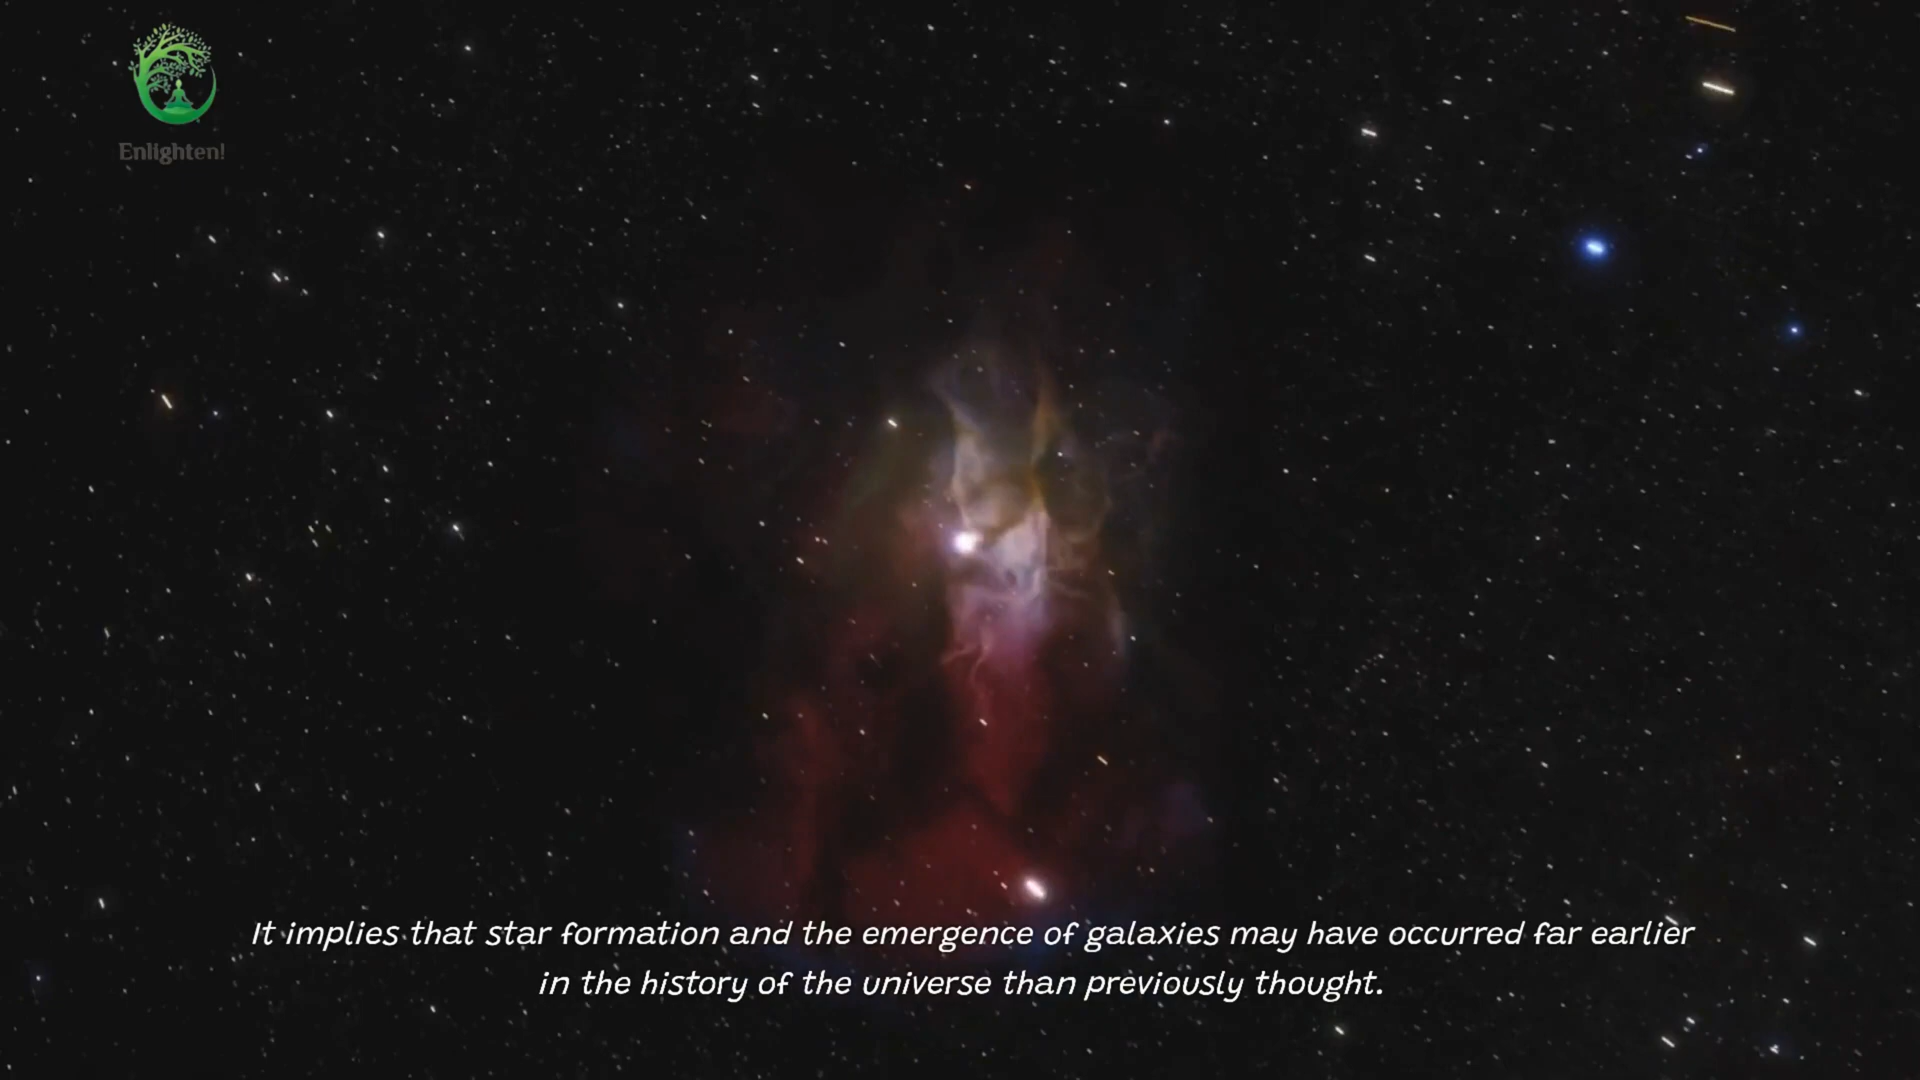 Enlighten!
It implies that star formation and the emergence of galaxies may have occurred far earlier
in the history of the universe than previously thought.